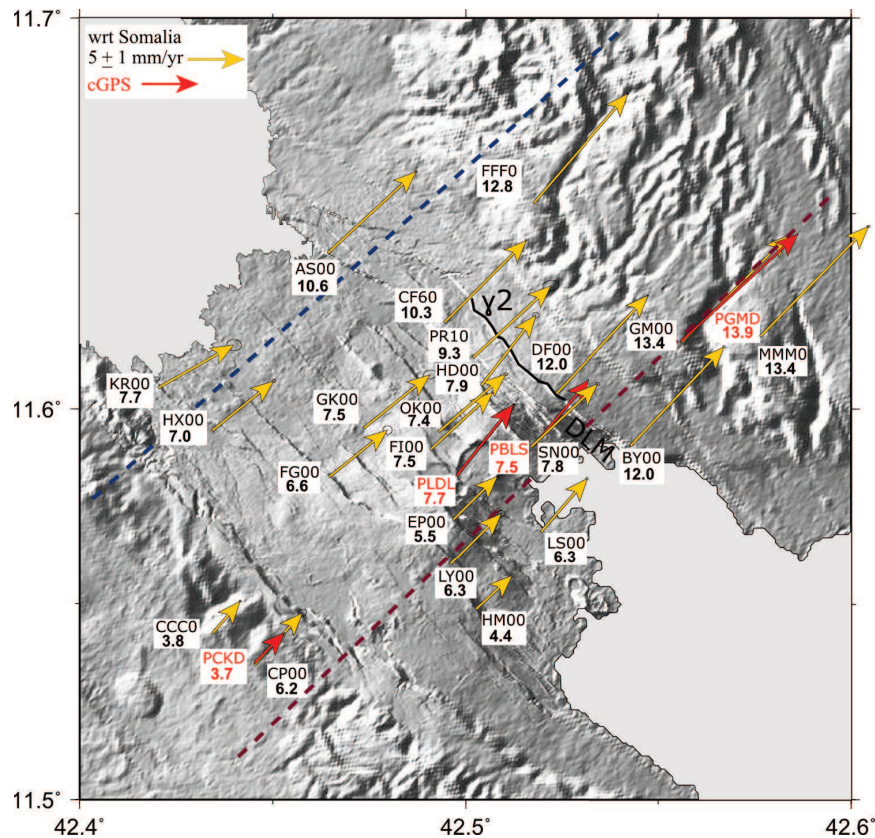 11.7°
wrt Somalia
5 ± 1 mm/yr
cGPS
FFF0
12.8
AS00
10.6
CF60
10.3
γ2
PR10
9.3
DF00
12.0
GM00
13.4
PGMD
13.9
MMM0
13.4
HD00
7.9
KR00
7.7
GK00
7.5
OK00
7.4
11.6°
HX00
7.0
FI00
7.5
PBLS
7.5
SN00
7.8
DLM
BY00
12.0
FG00
6.6
PLDL
7.7
EP00
5.5
LS00
6.3
LY00
6.3
HM00
4.4
CCC0
3.8
PCKD
3.7
CP00
6.2
11.5°
42.4°
42.5°
42.6°